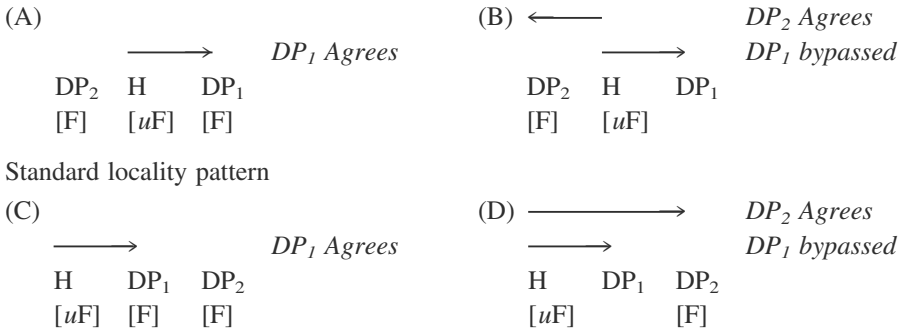 (A) (B) DP₂ Agrees
DP₁ Agrees DP₁ bypassed
DP₂ H DP₁ DP₂ H DP₁
[F] [uF] [F] [F] [uF]
Standard locality pattern
(C) (D) DP₂ Agrees
DP₁ Agrees DP₁ bypassed
H DP₁ DP₂ H DP₁ DP₂
[uF] [F] [F] [uF] [F]